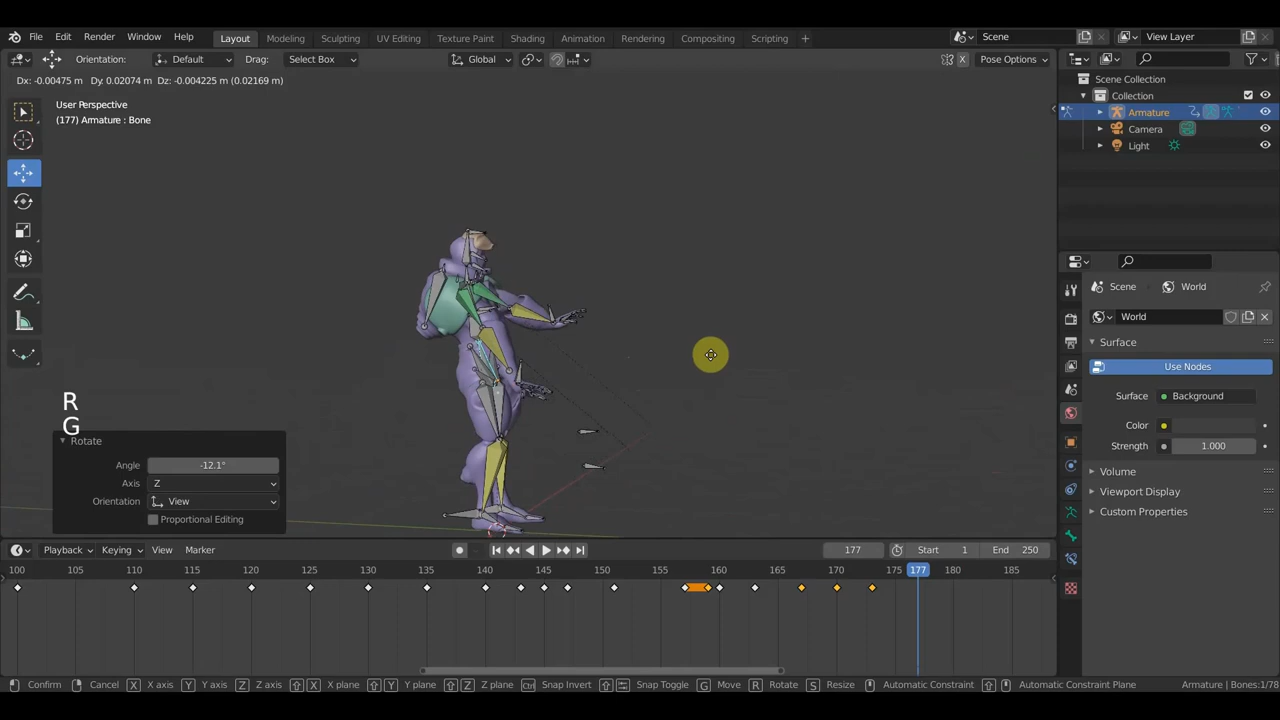 File Edit Render Window Help Layout Modeling Sculpting UV Editing Texture Paint Shading Animation Rendering Compositing Scripting + Scene View Layer
Orientation: Default Drag: Select Box Global X Pose Options
Dx: -0.00475 m Dy: 0.02074 m Dz: -0.004225 m (0.02169 m)
User Perspective
(177) Armature : Bone
Scene Collection
Collection
Armature
Camera
Light
Scene World
World
Surface
Use Nodes
Surface Background
Color
Strength 1.000
Volume
Viewport Display
Custom Properties
R
G
Rotate
Angle -12.1°
Axis Z
Orientation View
Proportional Editing
Playback Keying View Marker 177 Start 1 End 250
100 105 110 115 120 125 130 135 140 145 150 155 160 165 170 175 177 180 185
Confirm Cancel X X axis Y Y axis Z Z axis X X plane Y Y plane Z Z plane Ctrl Snap Invert Snap Toggle G Move R Rotate S Resize Automatic Constraint Automatic Constraint Plane Armature | Bones:1/78